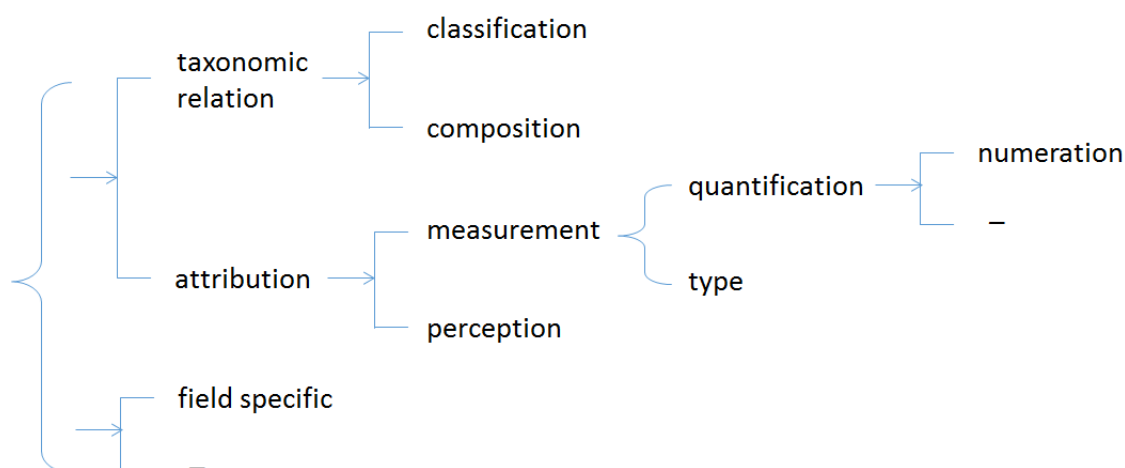 classification
taxonomic
relation
composition
numeration
quantification
–
measurement
attribution
type
perception
field specific
–